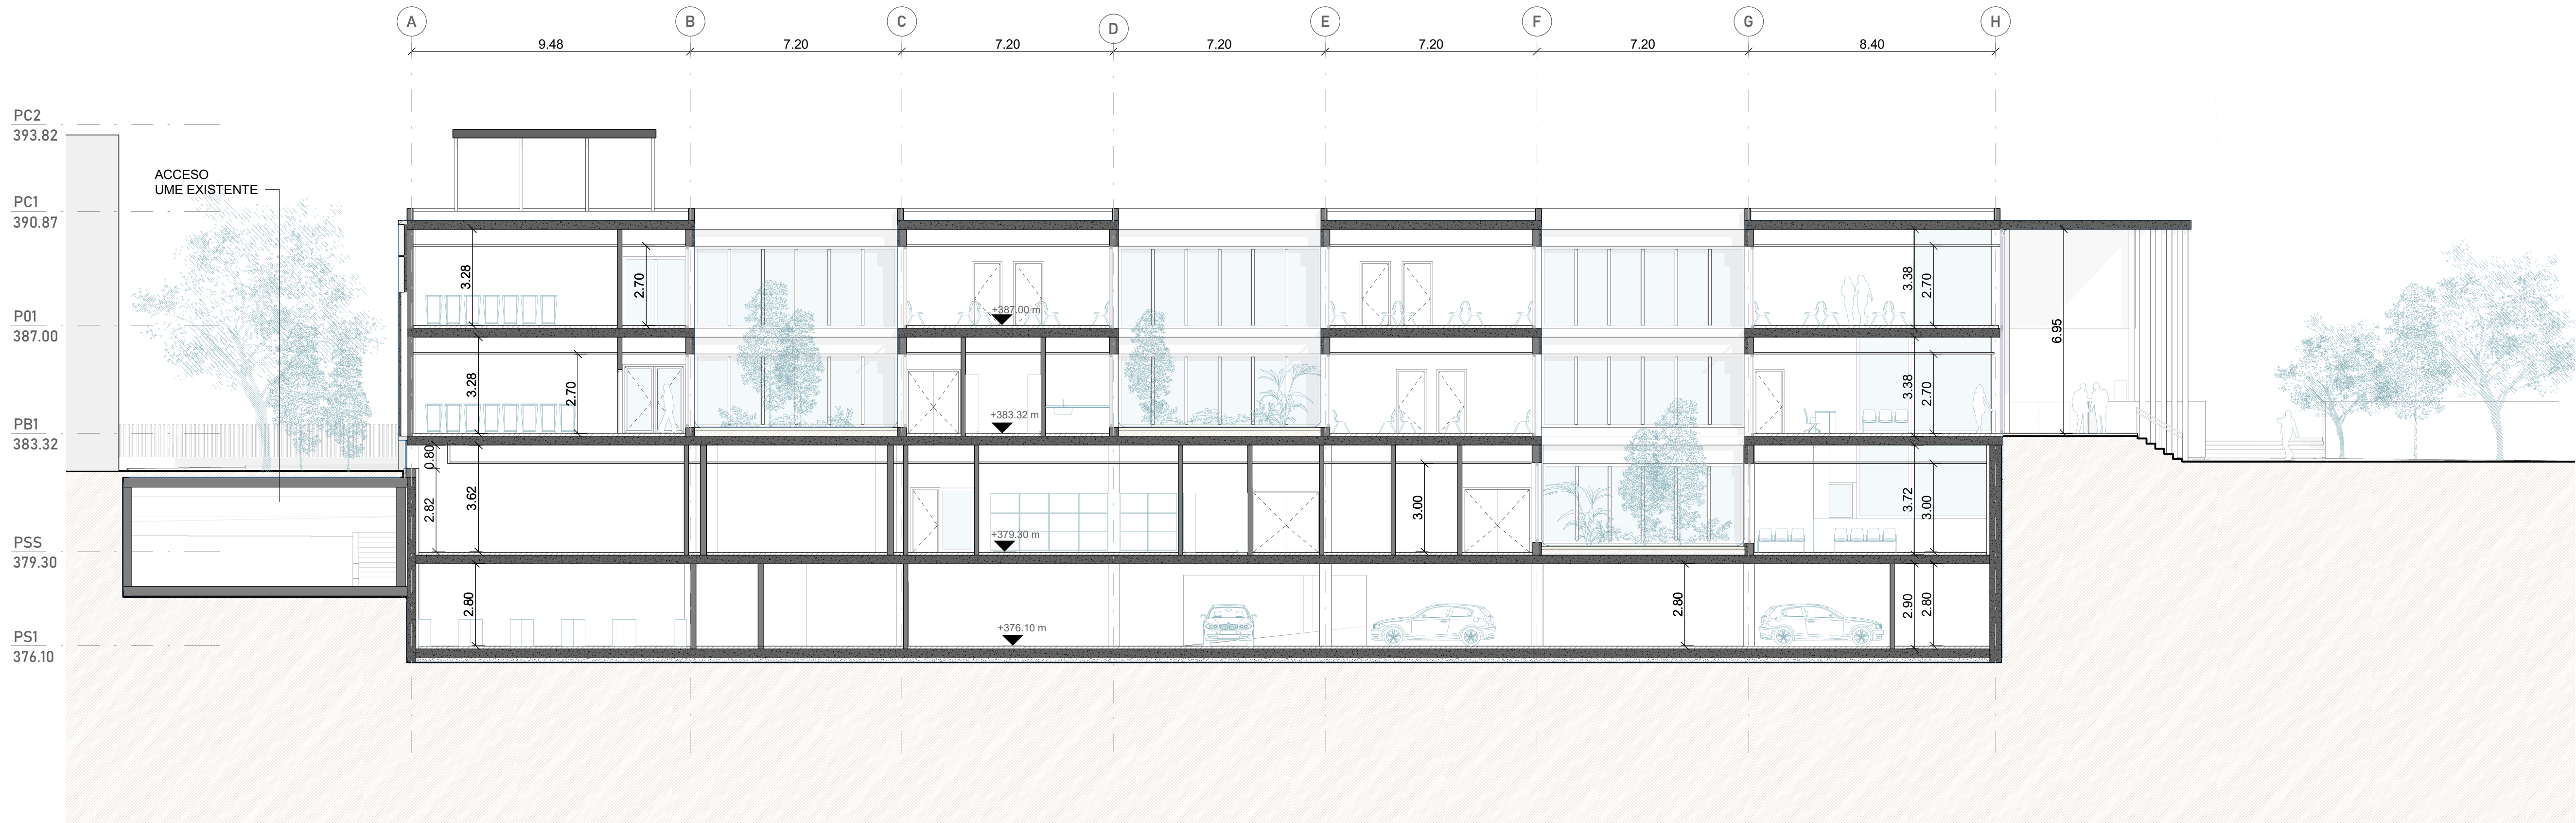 A B C D E F G H
9.48 7.20 7.20 7.20 7.20 7.20 8.40
PC2
393.82
ACCESO
UME EXISTENTE
PC1
390.87
3.28 2.70 3.38 2.70
+387.00 m
P01
387.00
6.95
3.28 2.70 3.38 2.70
+383.32 m
PB1
383.32
0.80
2.82 3.62 3.00 3.72 3.00
+379.30 m
PSS
379.30
2.80 2.80 2.90 2.80
+376.10 m
PS1
376.10